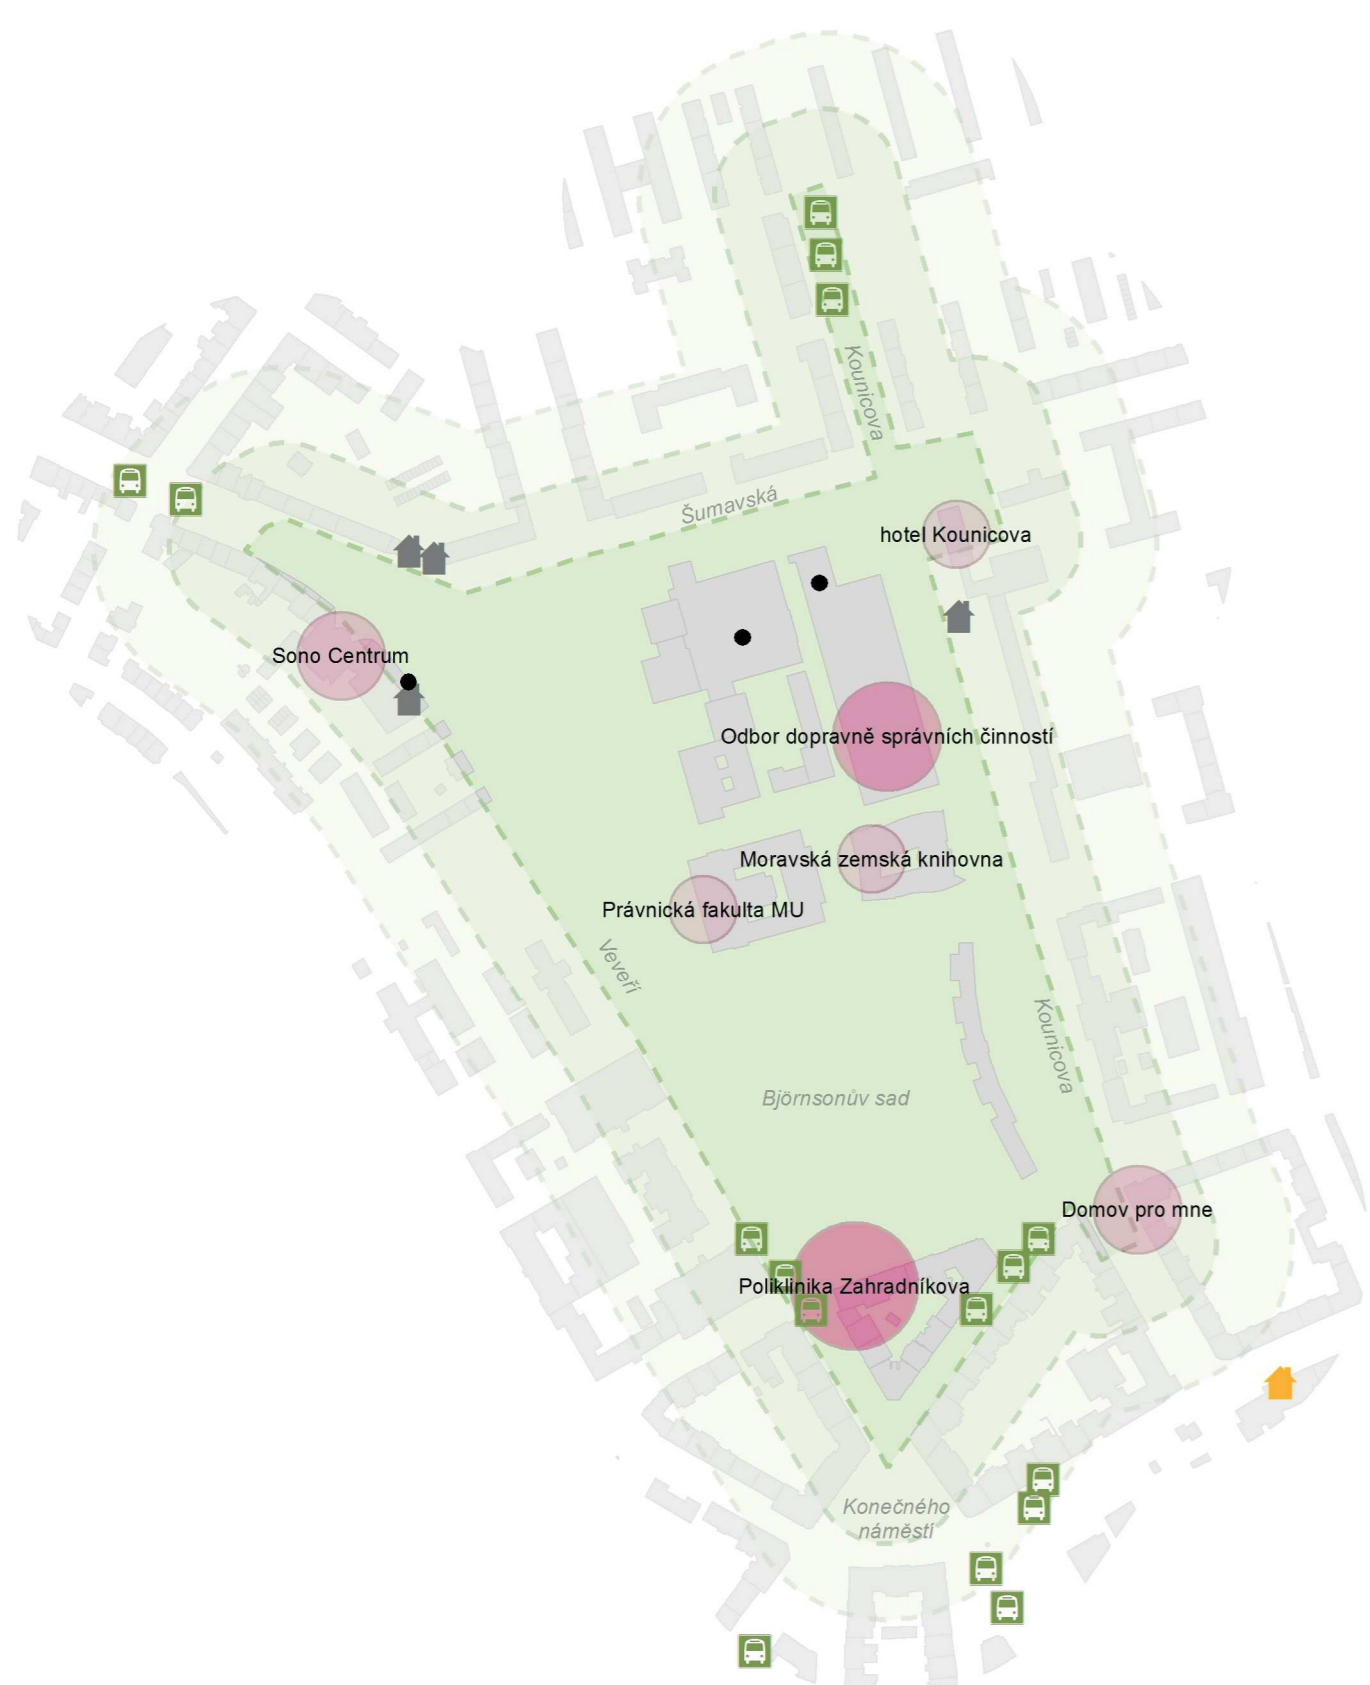 Kounicova
Šumavská
hotel Kounicova
Sono Centrum
Odbor dopravně správních činností
Moravská zemská knihovna
Právnická fakulta MU
Veveří
Kounicova
Björnsonův sad
Domov pro mne
Poliklinika Zahradníkova
Konečného
náměstí